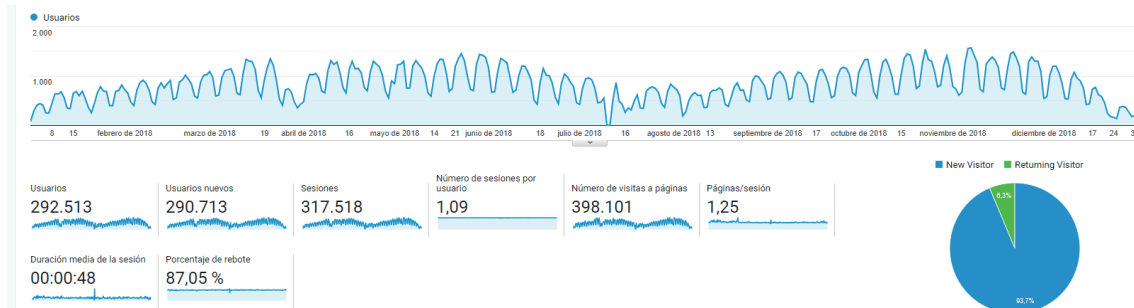 Usuarios
2.000
1.000
8 15 febrero de 2018 marzo de 2018 19 abril de 2018 16 mayo de 2018 14 21 junio de 2018 18 julio de 2018 16 agosto de 2018 13 septiembre de 2018 17 octubre de 2018 15 noviembre de 2018 diciembre de 2018 17 24
New Visitor Returning Visitor
Usuarios
292.513
Usuarios nuevos
290.713
Sesiones
317.518
Número de sesiones por
usuario
1,09
Número de visitas a páginas
398.101
Páginas/sesión
1,25
6,3%
93,7%
Duración media de la sesión
00:00:48
Porcentaje de rebote
87,05 %